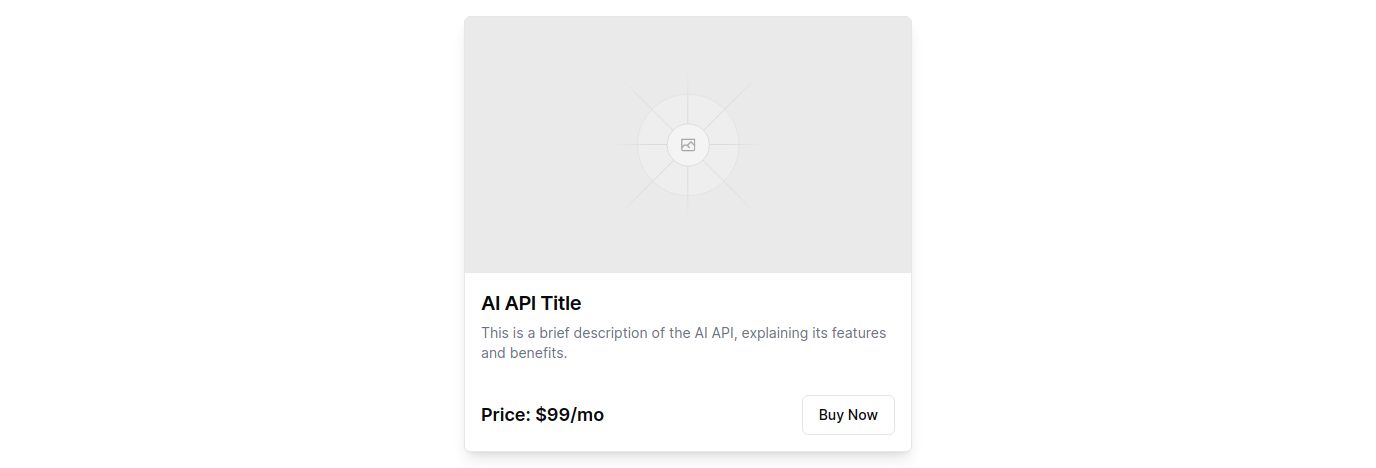 AI API Title
This is a brief description of the AI API, explaining its features
and benefits.
Price: $99/mo
Buy Now